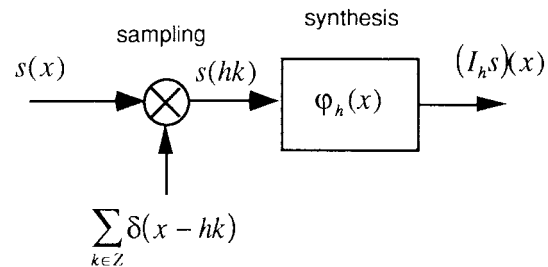 sampling
synthesis
s(x)
s(hk)
φ_h(x)
(I_h s)(x)
∑_{k∈Z} δ(x − hk)